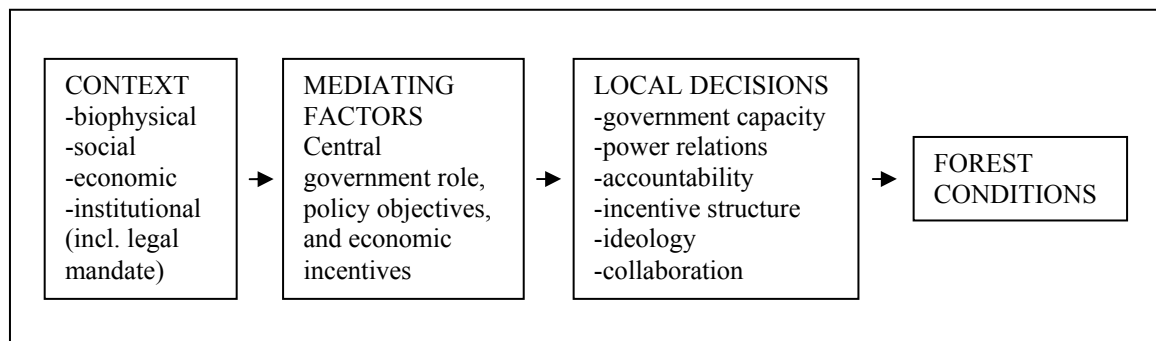 CONTEXT
-biophysical
-social
-economic
-institutional
(incl. legal
mandate)
MEDIATING
FACTORS
Central
government role,
policy objectives,
and economic
incentives
LOCAL DECISIONS
-government capacity
-power relations
-accountability
-incentive structure
-ideology
-collaboration
FOREST
CONDITIONS